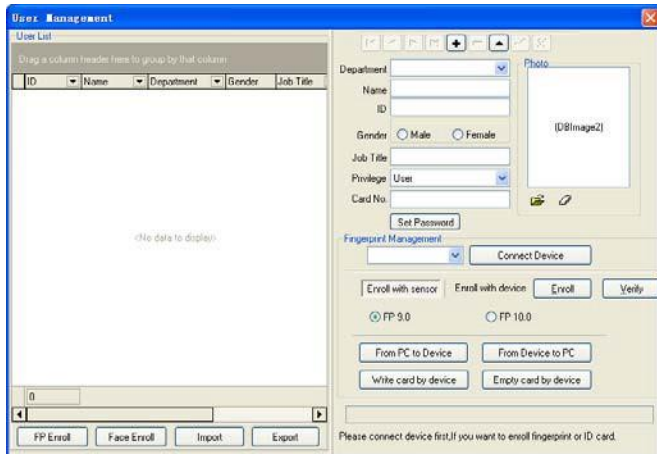 User Management
User List
Drag a column header here to group by that column
ID Name Department Gender Job Title
<No data to display>
0
FP Enroll Face Enroll Import Export
Department
Name
ID
Gender Male Female
Job Title
Privilege User
Card No.
Set Password
Photo
(DBImage2)
Fingerprint Management
Connect Device
Enroll with sensor Enroll with device Enroll Verify
FP 9.0 FP 10.0
From PC to Device From Device to PC
Write card by device Empty card by device
Please connect device first,If you want to enroll fingerprint or ID card.